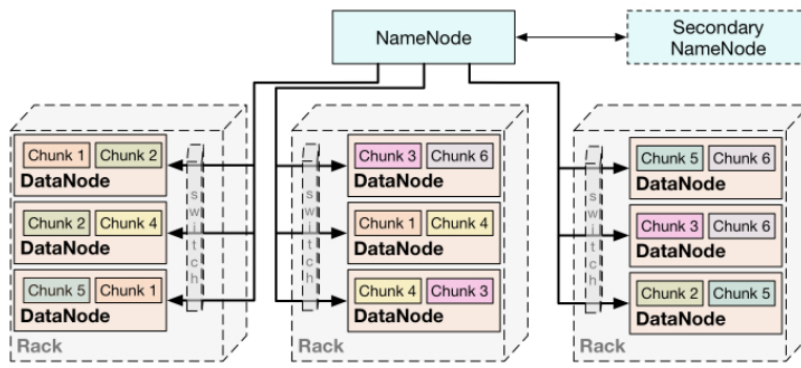 NameNode
Secondary
NameNode
Chunk 1 Chunk 2
DataNode
Chunk 2 Chunk 4
DataNode
Chunk 5 Chunk 1
DataNode
switch
Rack
Chunk 3 Chunk 6
DataNode
Chunk 1 Chunk 4
DataNode
Chunk 4 Chunk 3
DataNode
switch
Rack
Chunk 5 Chunk 6
DataNode
Chunk 3 Chunk 6
DataNode
Chunk 2 Chunk 5
DataNode
switch
Rack